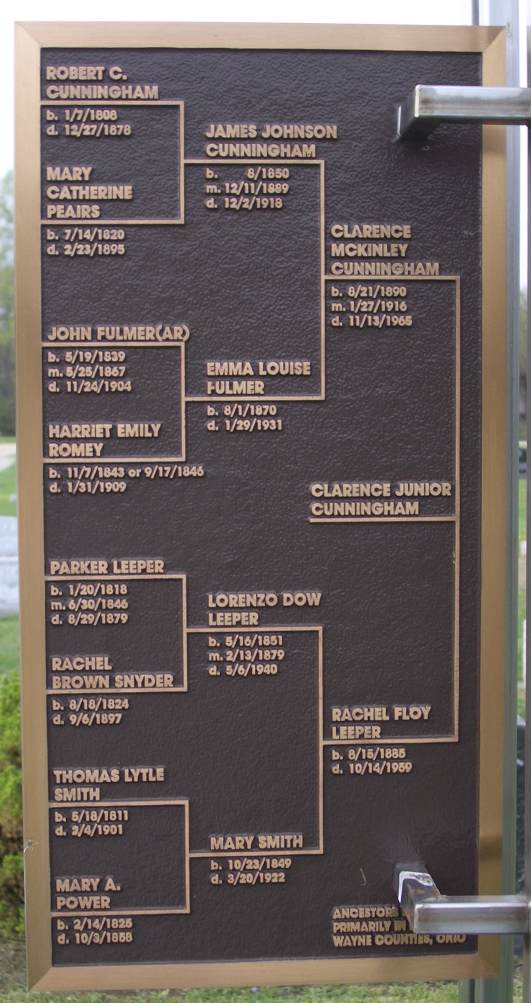 ROBERT C.
CUNNINGHAM
b. 1/7/1808
d. 12/27/1878
MARY
CATHERINE
PEAIRS
b. 7/14/1820
d. 2/23/1895
JAMES JOHNSON
CUNNINGHAM
b. 8/1850
m. 12/11/1889
d. 12/2/1918
JOHN FULMER(AR)
b. 5/19/1839
m. 5/25/1867
d. 11/24/1904
HARRIET EMILY
ROMEY
b. 11/7/1843 or 9/17/1846
d. 1/31/1909
EMMA LOUISE
FULMER
b. 8/1/1870
d. 1/29/1931
CLARENCE
MCKINLEY
CUNNINGHAM
b. 8/21/1890
m. 1/27/1916
d. 11/13/1965
CLARENCE JUNIOR
CUNNINGHAM
PARKER LEEPER
b. 1/20/1818
m. 6/30/1846
d. 8/29/1879
RACHEL
BROWN SNYDER
b. 8/18/1824
d. 9/6/1897
LORENZO DOW
LEEPER
b. 5/16/1851
m. 2/13/1879
d. 5/6/1940
THOMAS LYTLE
SMITH
b. 5/18/1811
d. 2/4/1901
MARY A.
POWER
b. 2/14/1825
d. 10/3/1858
MARY SMITH
b. 10/23/1849
d. 3/20/1922
RACHEL FLOY
LEEPER
b. 8/15/1885
d. 10/14/1959
ANCESTORS
PRIMARILY IN
WAYNE COUNTIES, OHIO